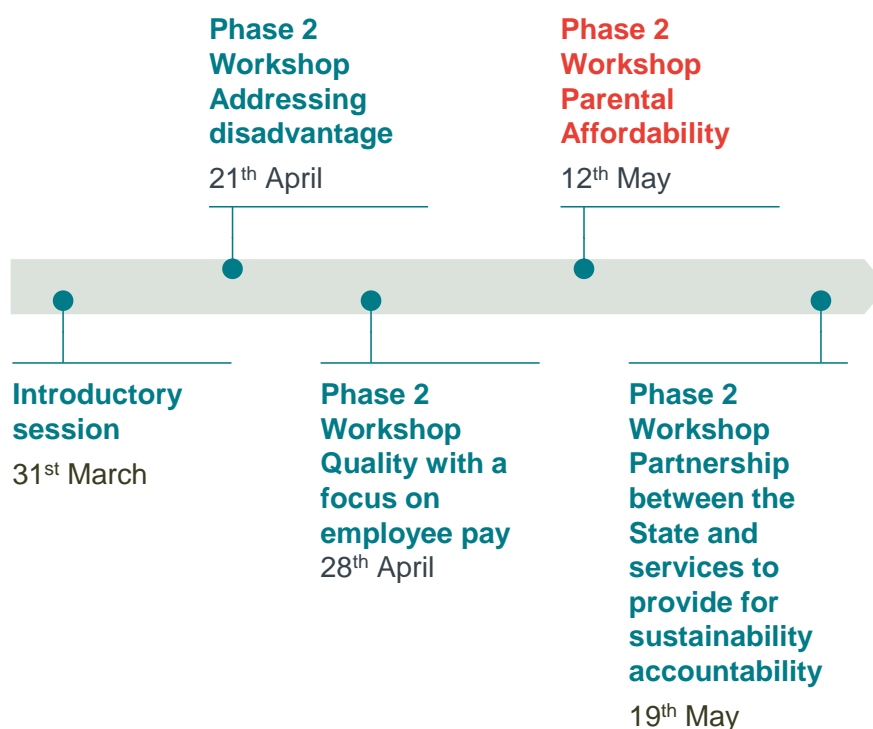 Phase 2
Workshop
Addressing
disadvantage
21th April
Phase 2
Workshop
Parental
Affordability
12th May
Introductory
session
31st March
Phase 2
Workshop
Quality with a
focus on
employee pay
28th April
Phase 2
Workshop
Partnership
between the
State and
services to
provide for
sustainability
accountability
19th May